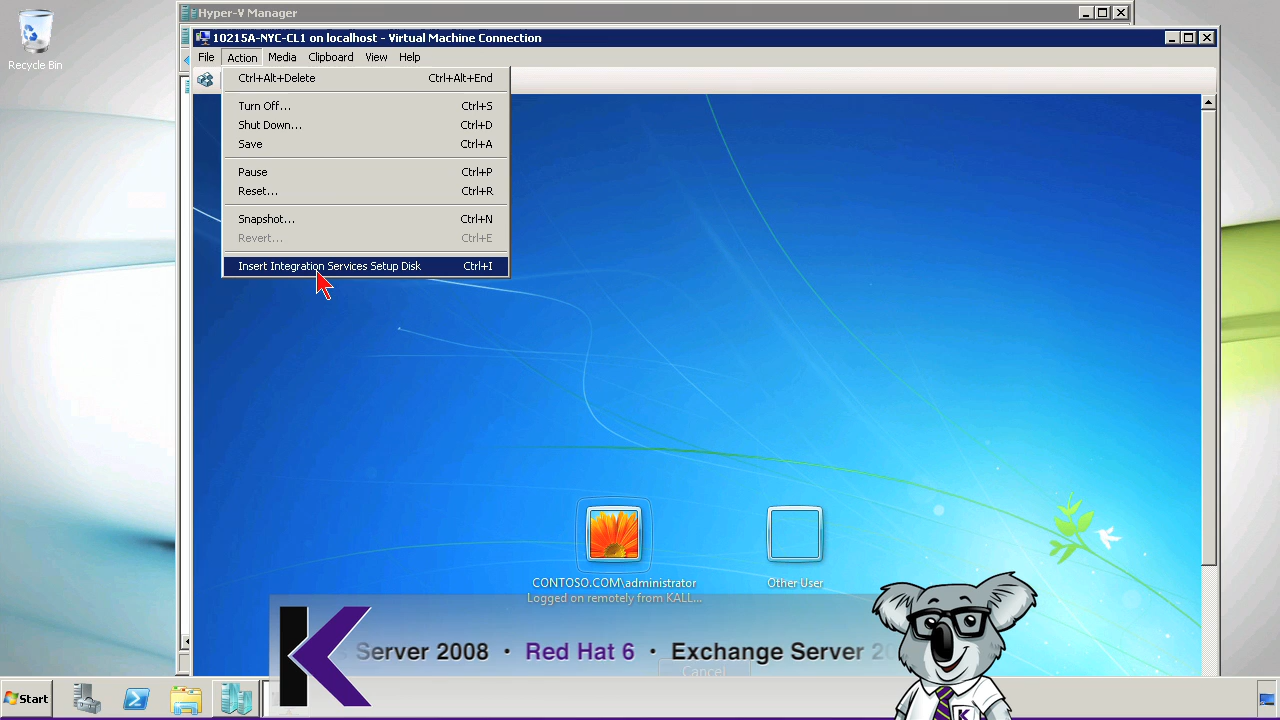 Hyper-V Manager
Recycle Bin
10215A-NYC-CL1 on localhost - Virtual Machine Connection
File Action Media Clipboard View Help
Ctrl+Alt+Delete Ctrl+Alt+End
Turn Off... Ctrl+S
Shut Down... Ctrl+D
Save Ctrl+A
Pause Ctrl+P
Reset... Ctrl+R
Snapshot... Ctrl+N
Revert... Ctrl+E
Insert Integration Services Setup Disk Ctrl+I
CONTOSO.COM\administrator
Logged on remotely from KALL...
Other User
K
Server 2008 • Red Hat 6 • Exchange Server
Cancel
Start
K